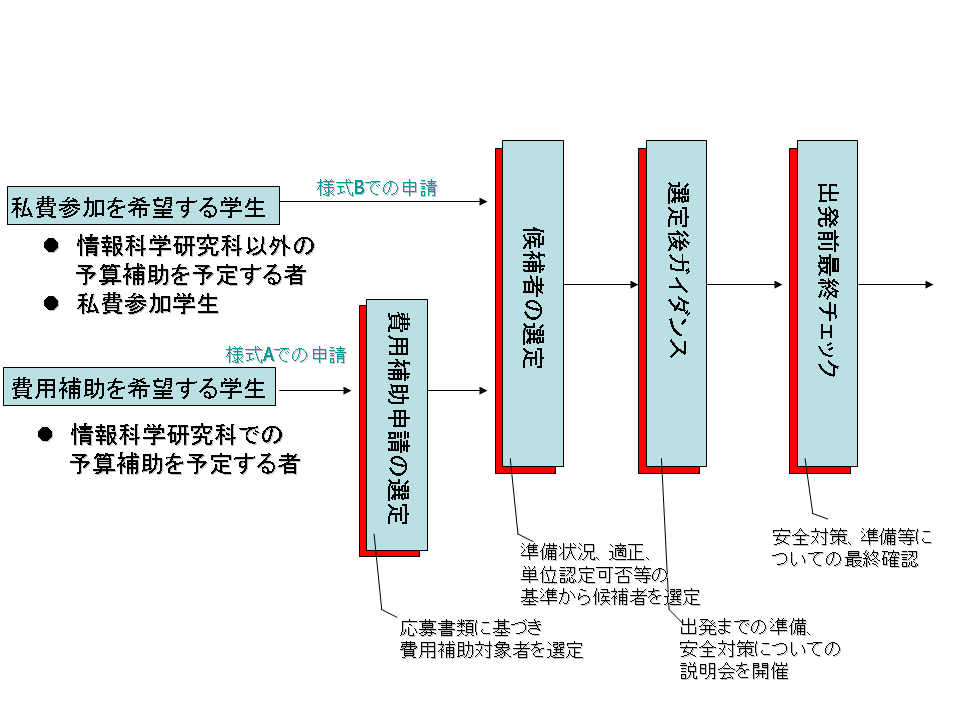 様式Bでの申請
私費参加を希望する学生
● 情報科学研究科以外の
予算補助を予定する者
● 私費参加学生
様式Aでの申請
費用補助を希望する学生
● 情報科学研究科での
予算補助を予定する者
費用補助申請の選定
候補者の選定
選定後ガイダンス
出発前最終チェック
応募書類に基づき
費用補助対象者を選定
準備状況、適正、
単位認定可否等の
基準から候補者を選定
出発までの準備、
安全対策についての
説明会を開催
安全対策、準備等に
ついての最終確認